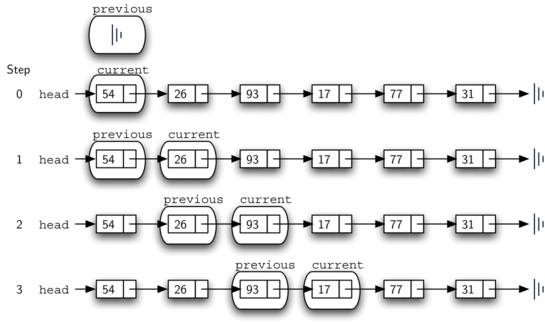 previous
Step
current
0 head 54 26 93 17 77 31
previous current
1 head 54 26 93 17 77 31
previous current
2 head 54 26 93 17 77 31
previous current
3 head 54 26 93 17 77 31